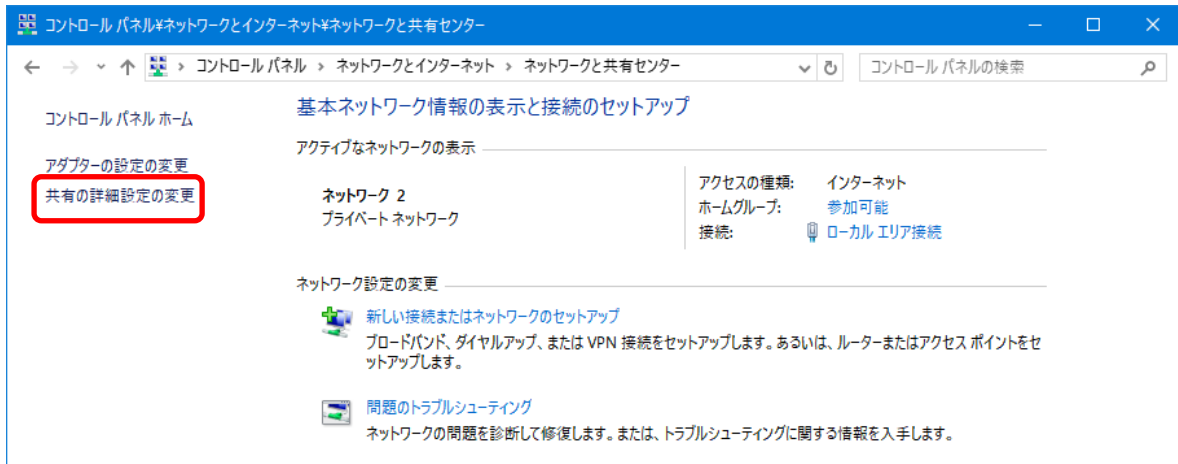 コントロール パネル¥ネットワークとインターネット¥ネットワークと共有センター
コントロール パネル › ネットワークとインターネット › ネットワークと共有センター
コントロール パネルの検索
コントロール パネル ホーム
アダプターの設定の変更
共有の詳細設定の変更
基本ネットワーク情報の表示と接続のセットアップ
アクティブなネットワークの表示
ネットワーク 2
プライベート ネットワーク
アクセスの種類: インターネット
ホームグループ: 参加可能
接続: ローカル エリア接続
ネットワーク設定の変更
新しい接続またはネットワークのセットアップ
ブロードバンド、ダイヤルアップ、または VPN 接続をセットアップします。あるいは、ルーターまたはアクセス ポイントをセ
ットアップします。
問題のトラブルシューティング
ネットワークの問題を診断して修復します。または、トラブルシューティングに関する情報を入手します。